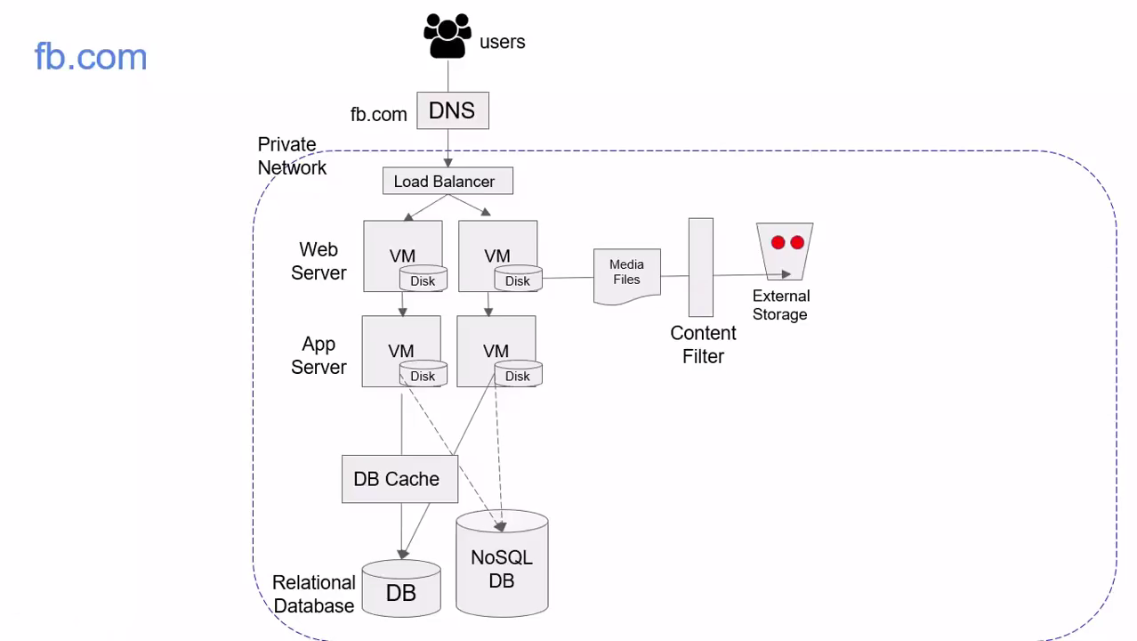 fb.com
users
fb.com
DNS
Private
Network
Load Balancer
Web
Server
VM
Disk
VM
Disk
Media
Files
Content
Filter
External
Storage
App
Server
VM
Disk
VM
Disk
DB Cache
Relational
Database
DB
NoSQL
DB